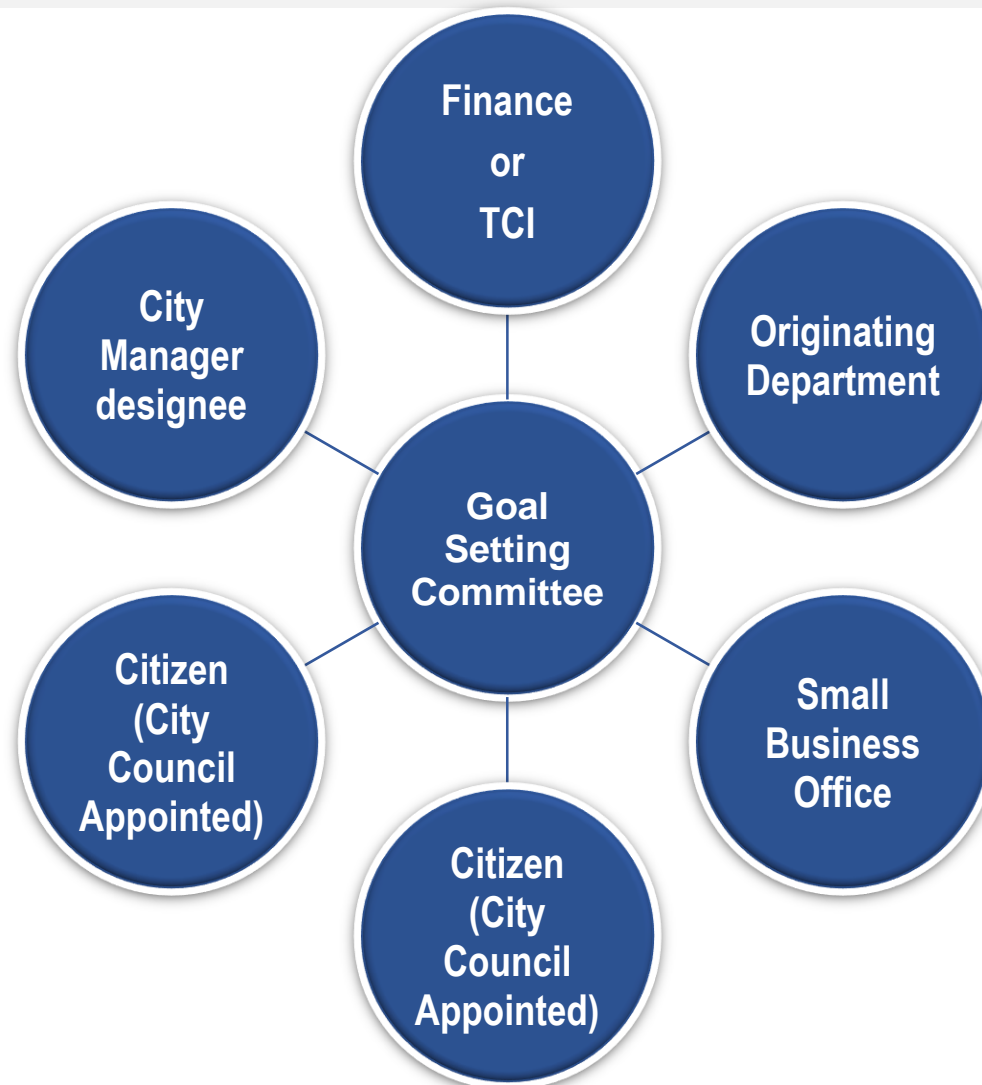 Finance
or
TCI
City
Manager
designee
Originating
Department
Goal
Setting
Committee
Citizen
(City
Council
Appointed)
Small
Business
Office
Citizen
(City
Council
Appointed)